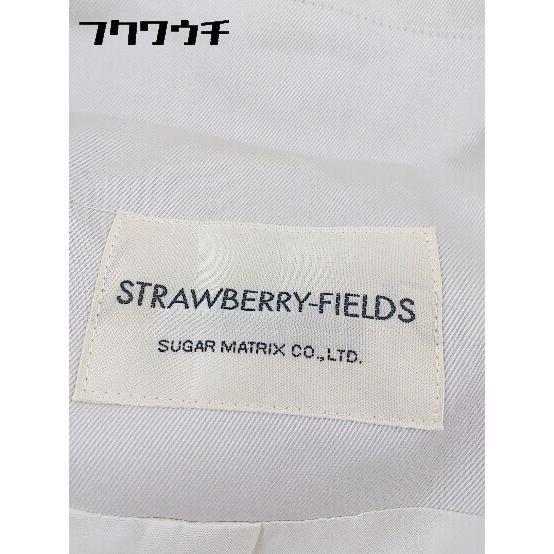 フクワウチ
STRAWBERRY-FIELDS
SUGAR MATRIX CO.,LTD.